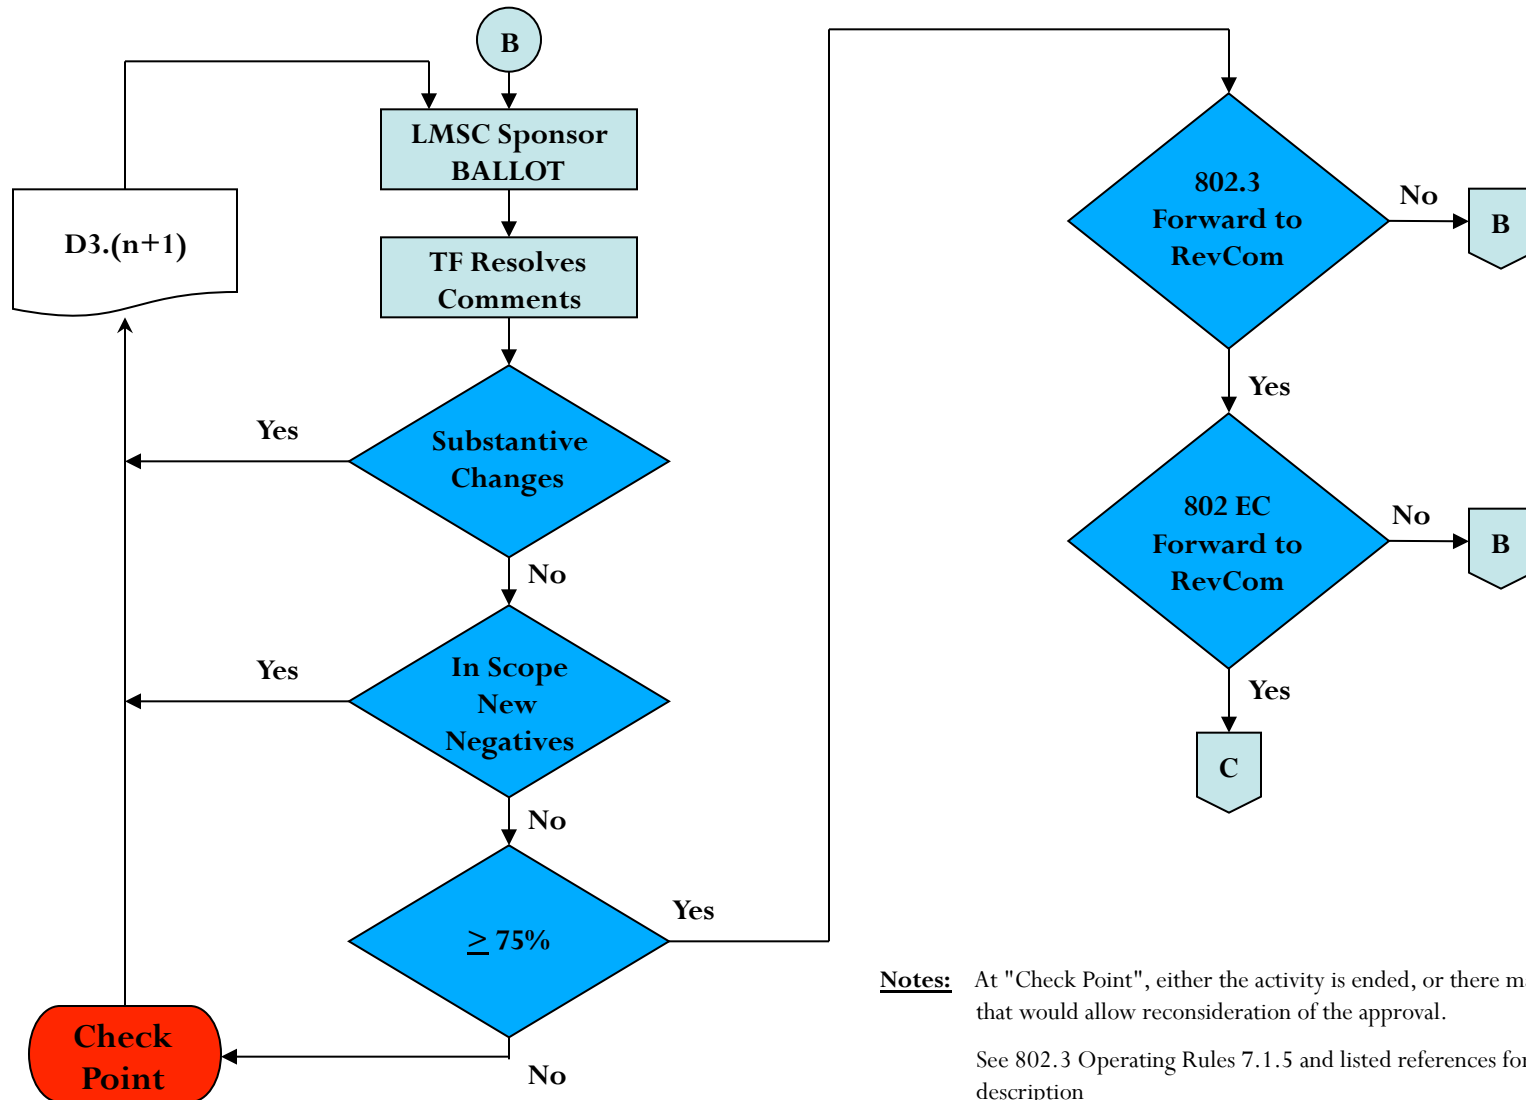 B
LMSC Sponsor
BALLOT
D3.(n+1)
TF Resolves
Comments
Yes
Substantive
Changes
No
Yes
In Scope
New
Negatives
No
≥ 75%
Yes
Check
Point
No
802.3
Forward to
RevCom
No
B
Yes
802 EC
Forward to
RevCom
No
B
Yes
C
Notes: At "Check Point", either the activity is ended, or there
that would allow reconsideration of the approval.
See 802.3 Operating Rules 7.1.5 and listed references for
description